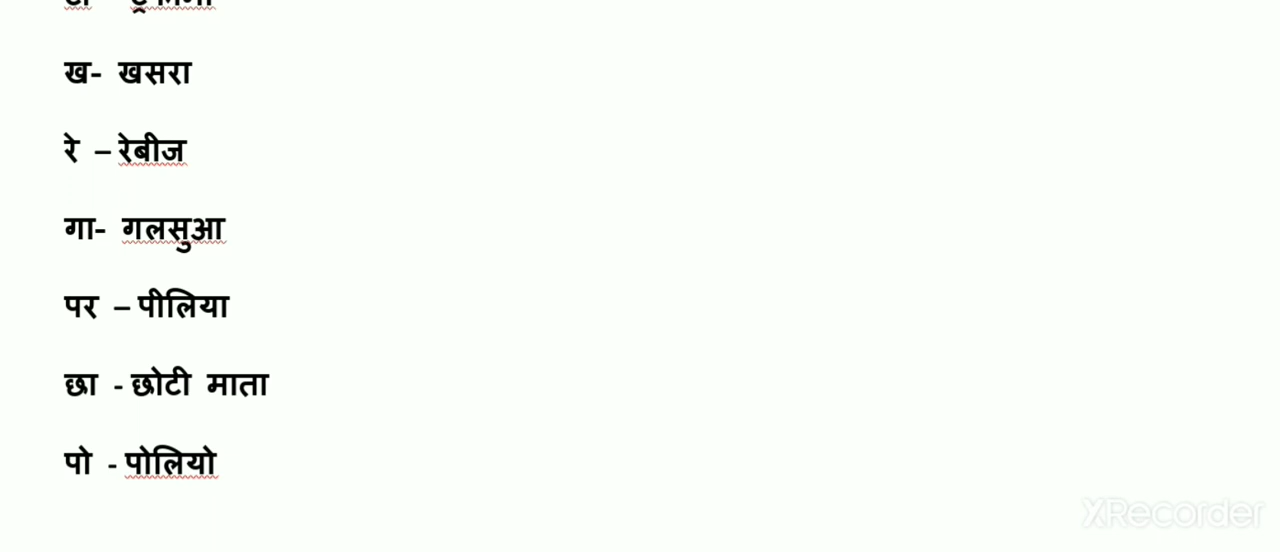 ख- खसरा
रे – रेबीज
गा- गलसुआ
पर – पीलिया
छा - छोटी माता
पो - पोलियो
XRecorder